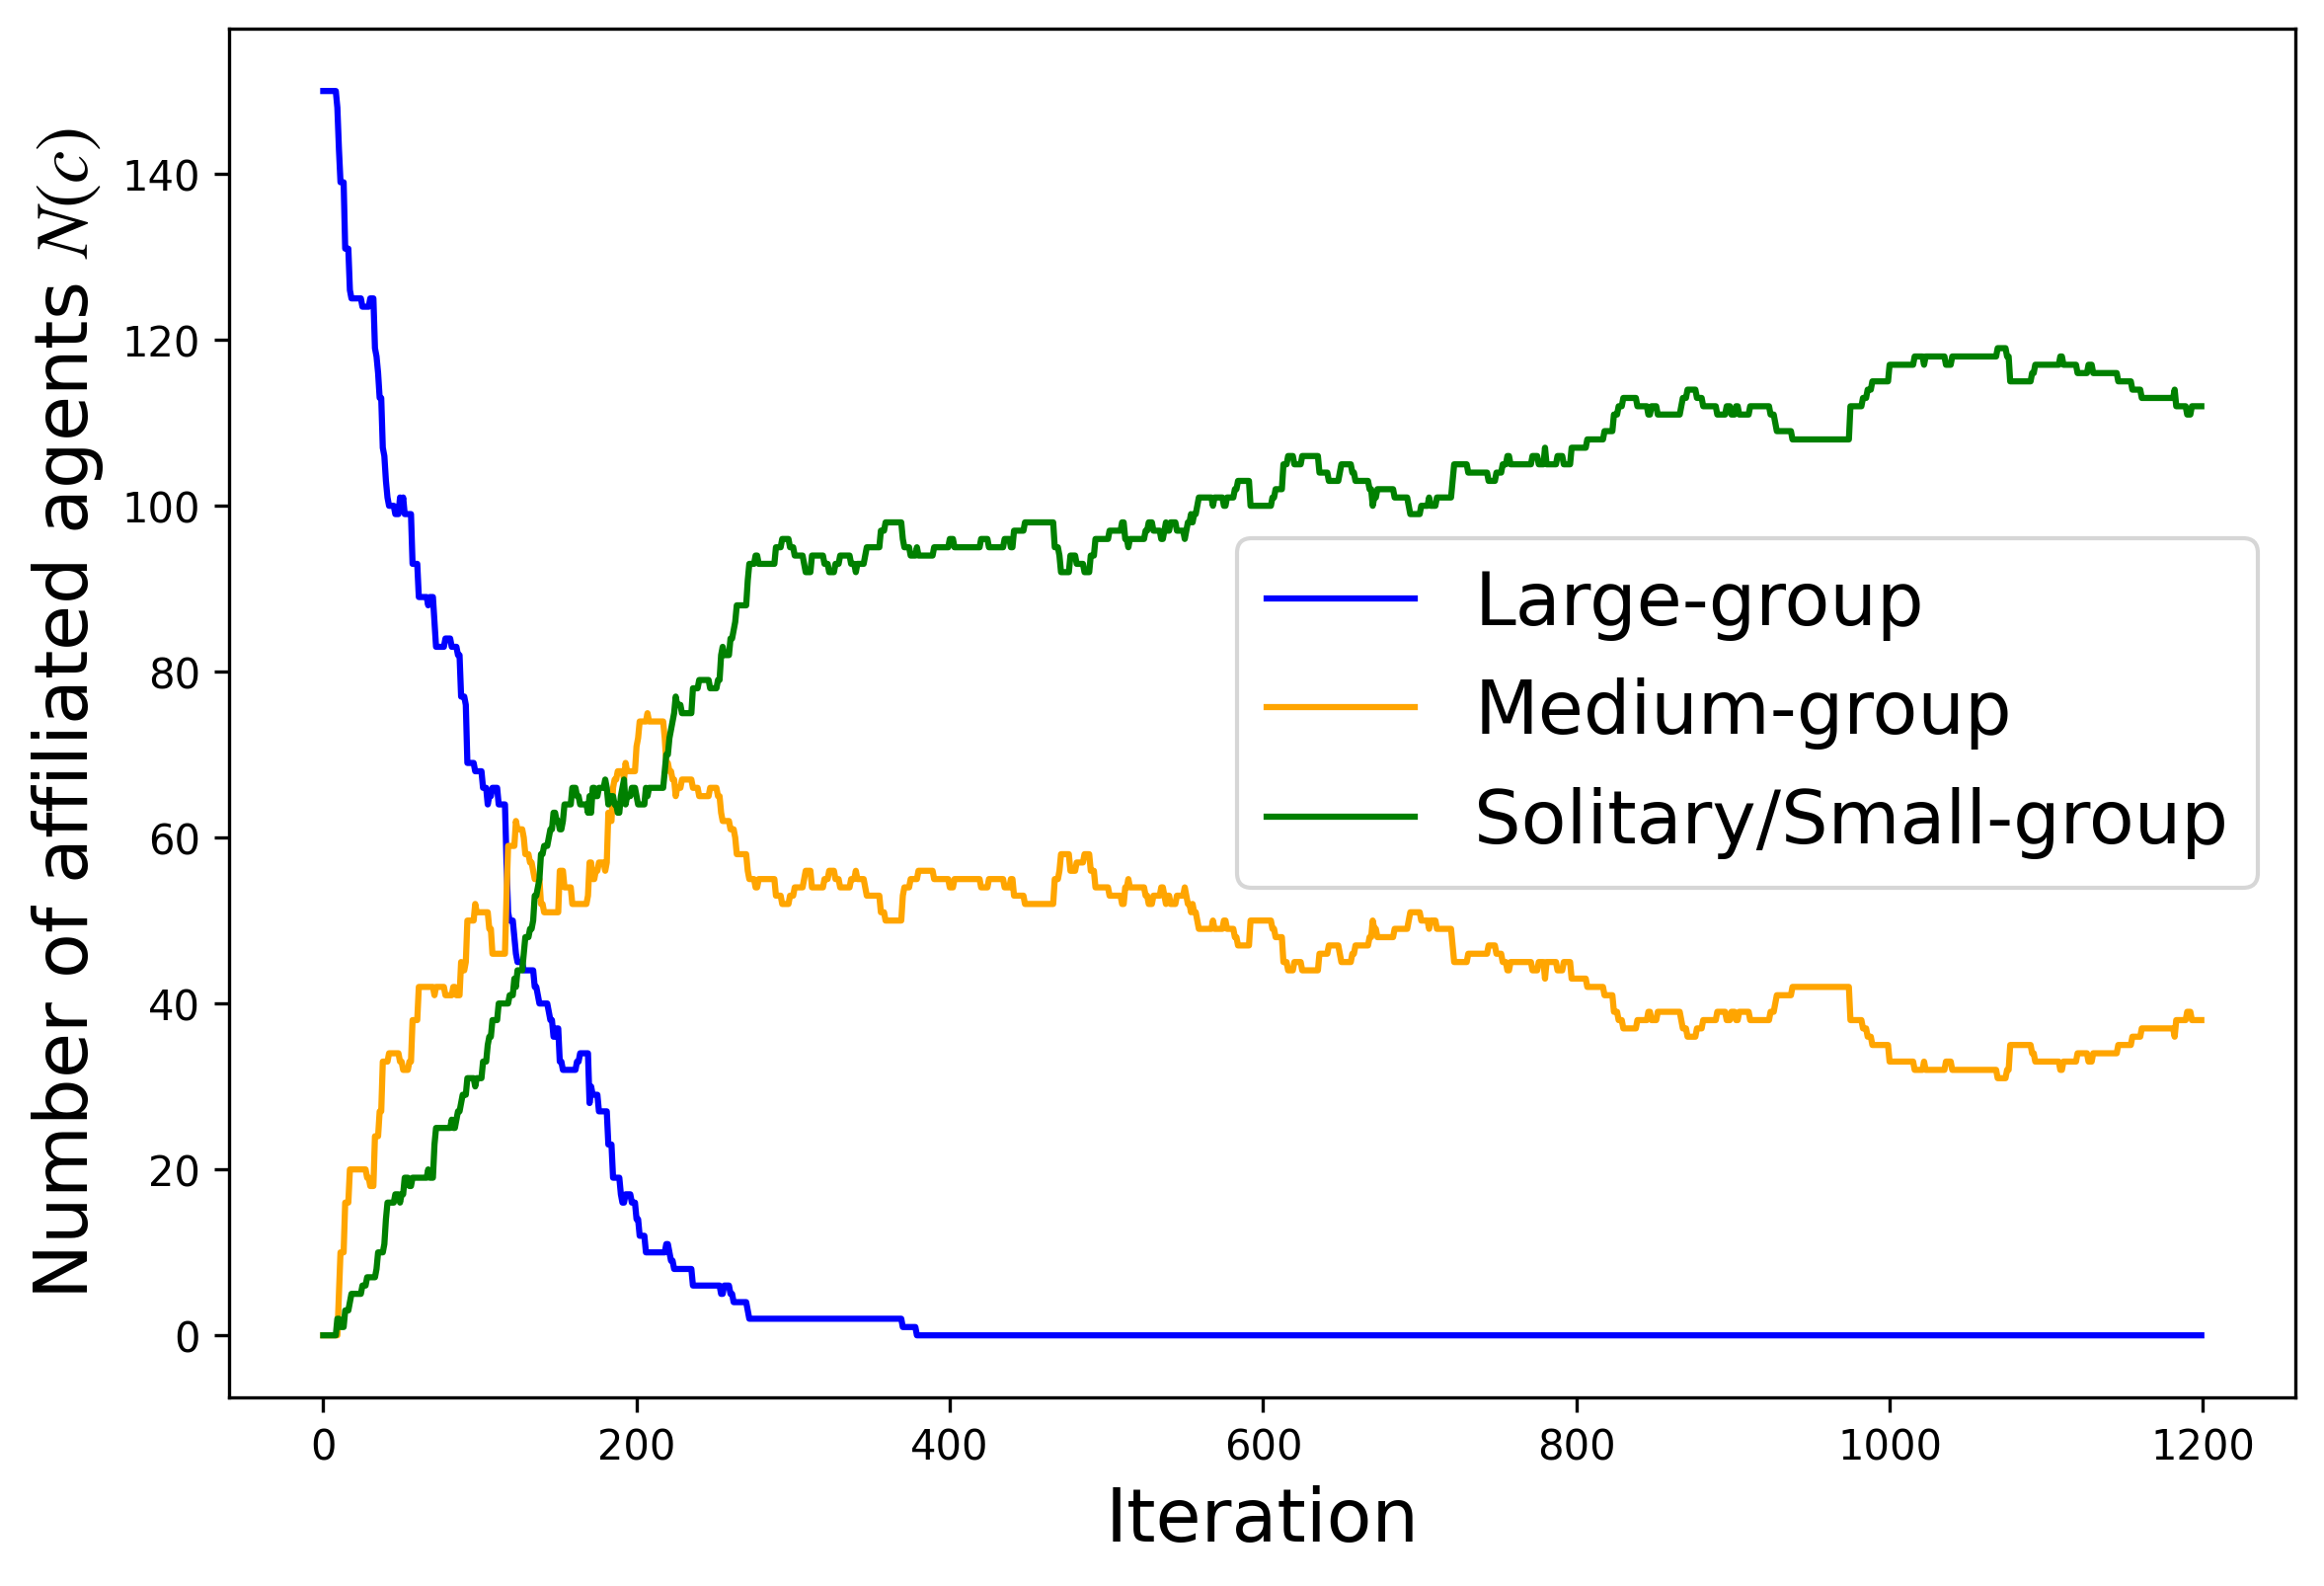 Number of affiliated agents N(c)
140
120
100
80
60
40
20
0
Large-group
Medium-group
Solitary/Small-group
0 200 400 600 800 1000 1200
Iteration